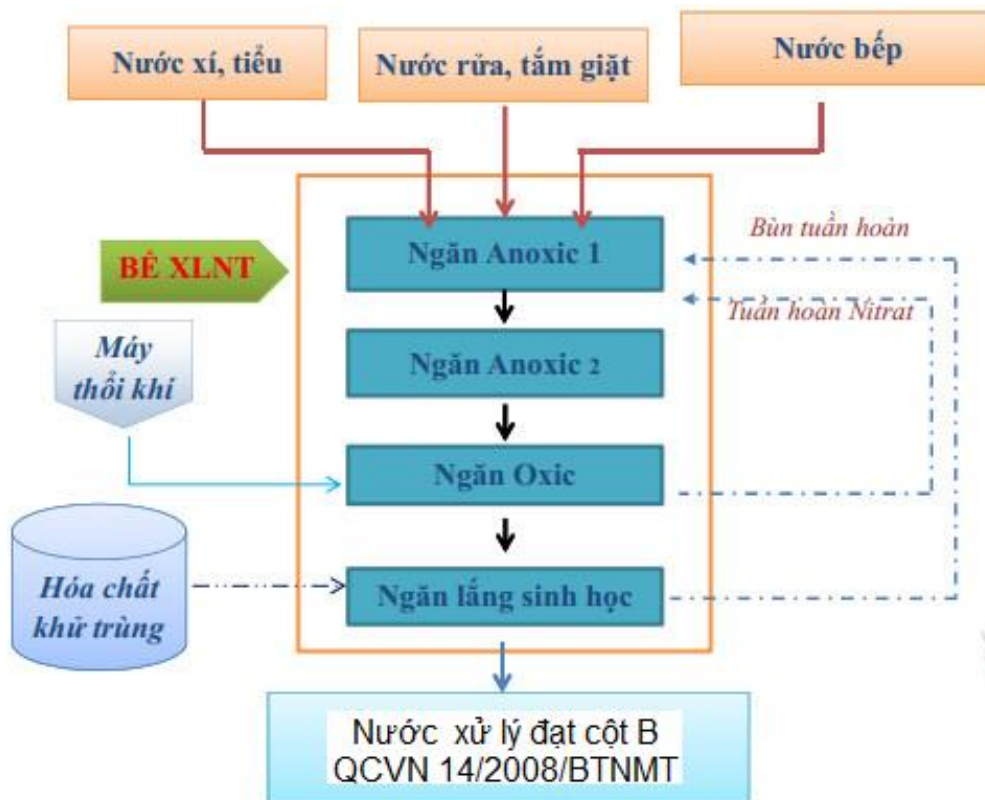 Nước xí, tiểu
Nước rửa, tắm giặt
Nước bếp
BỂ XLNT
Ngăn Anoxic 1
Bùn tuần hoàn
Tuần hoàn Nitrat
Máy
thổi khí
Ngăn Anoxic 2
Ngăn Oxic
Hóa chất
khử trùng
Ngăn lắng sinh học
Nước xử lý đạt cột B
QCVN 14/2008/BTNMT